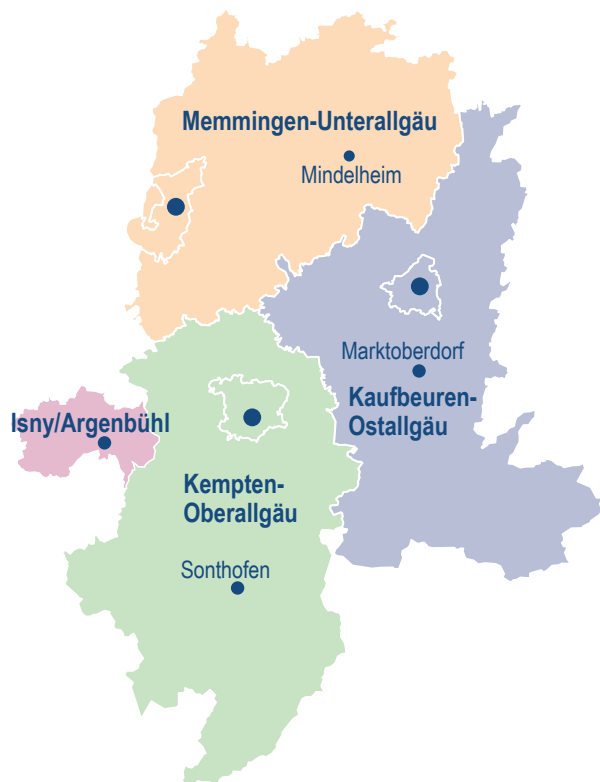 Memmingen-Unterallgäu
Mindelheim
Marktoberdorf
Kaufbeuren-
Ostallgäu
Isny/Argenbühl
Kempten-
Oberallgäu
Sonthofen